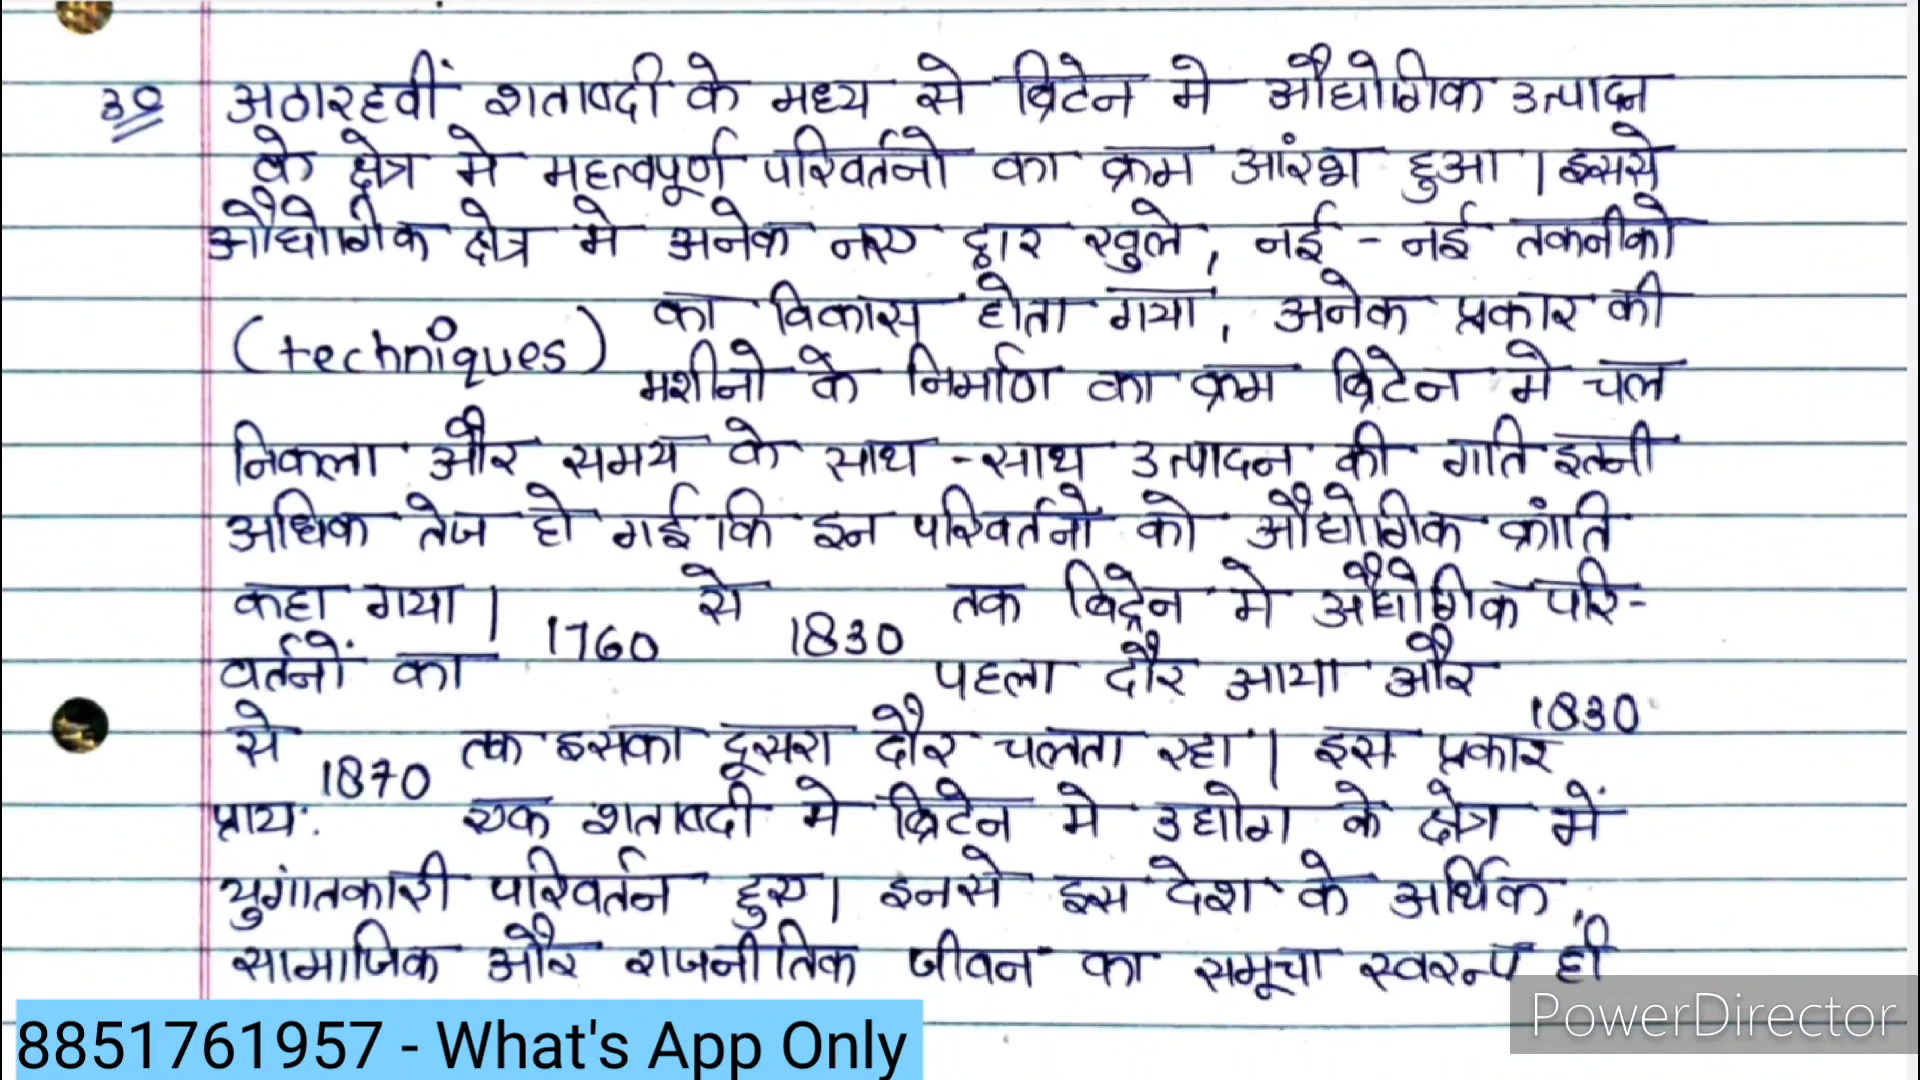 उ० अठारहवीं शताब्दी के मध्य से ब्रिटेन मे औद्योगिक उत्पादन
के क्षेत्र मे महत्वपूर्ण परिवर्तनो का क्रम आंरभ हुआ । इससे
औद्योगिक क्षेत्र मे अनेक नए द्वार खुले, नई - नई तकनीको
(techniques) का विकास होता गया, अनेक प्रकार की
मशीनो के निर्माण का क्रम ब्रिटेन मे चल
निकला और समय के साथ - साथ उत्पादन की गति इतनी
अधिक तेज हो गई कि इन परिवर्तनो को औद्योगिक क्रांति
कहा गया । 1760 से 1830 तक ब्रिट्रेन मे औद्योगिक परि-
वर्तनों का पहला दौर आया और 1830
से 1870 तक इसका दूसरा दौर चलता रहा । इस प्रकार
प्राय: एक शताब्दी मे ब्रिटेन मे उद्योग के क्षेत्र में
युगांतकारी परिवर्तन हुए । इनसे इस देश के अर्थिक,
सामाजिक और राजनीतिक जीवन का समूचा स्वरुप ही
8851761957 - What's App Only
PowerDirector